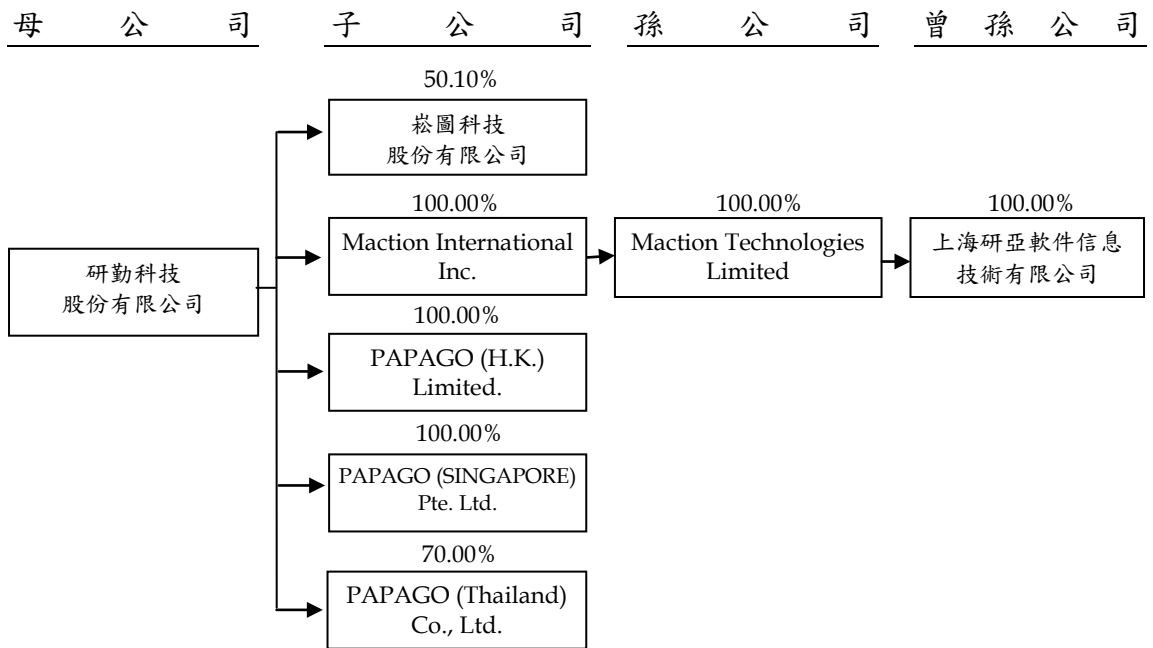 母公司 子公司 孫公司 曾孫公司
50.10%
崧圖科技
股份有限公司
100.00% 100.00% 100.00%
Maction International
Inc.
Maction Technologies
Limited
上海研亞軟件信息
技術有限公司
研勤科技
股份有限公司
100.00%
PAPAGO (H.K.)
Limited.
100.00%
PAPAGO (SINGAPORE)
Pte. Ltd.
70.00%
PAPAGO (Thailand)
Co., Ltd.